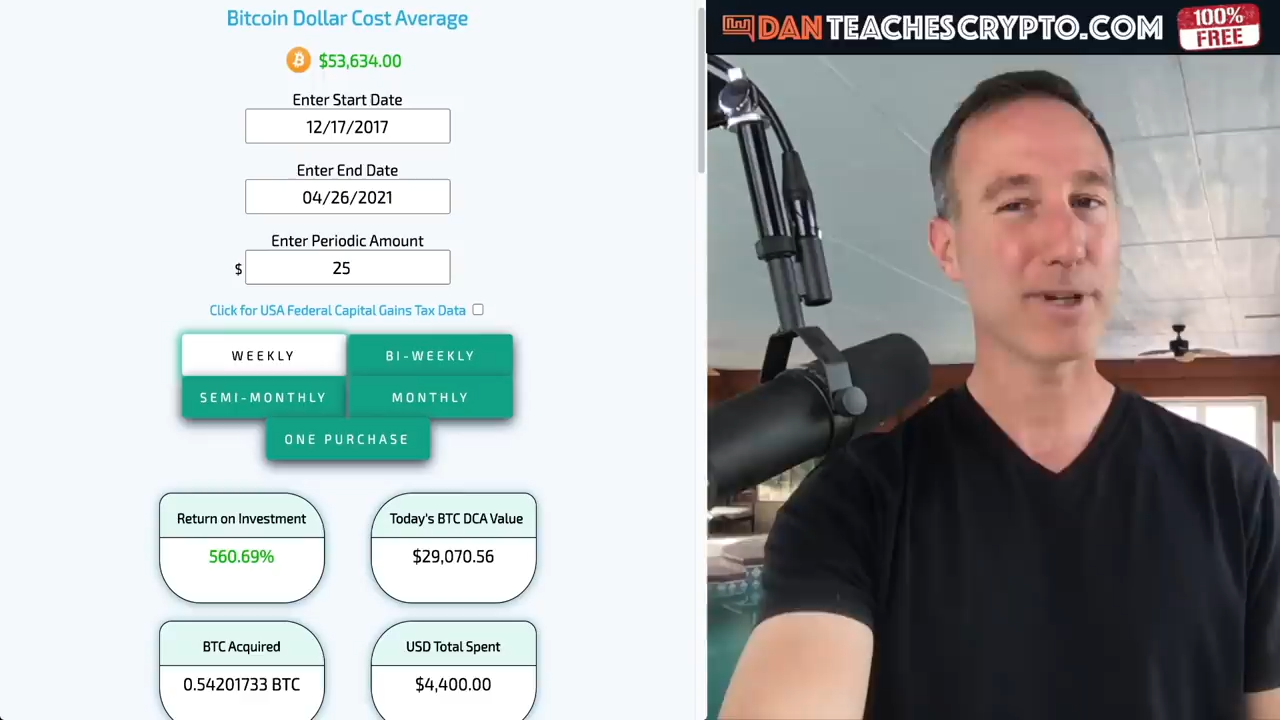 Bitcoin Dollar Cost Average
$53,634.00
Enter Start Date
12/17/2017
Enter End Date
04/26/2021
Enter Periodic Amount
$ 25
Click for USA Federal Capital Gains Tax Data
WEEKLY BI-WEEKLY
SEMI-MONTHLY MONTHLY
ONE PURCHASE
Return on Investment
560.69%
Today's BTC DCA Value
$29,070.56
BTC Acquired
0.54201733 BTC
USD Total Spent
$4,400.00
DANTEACHESCRYPTO.COM
100%
FREE